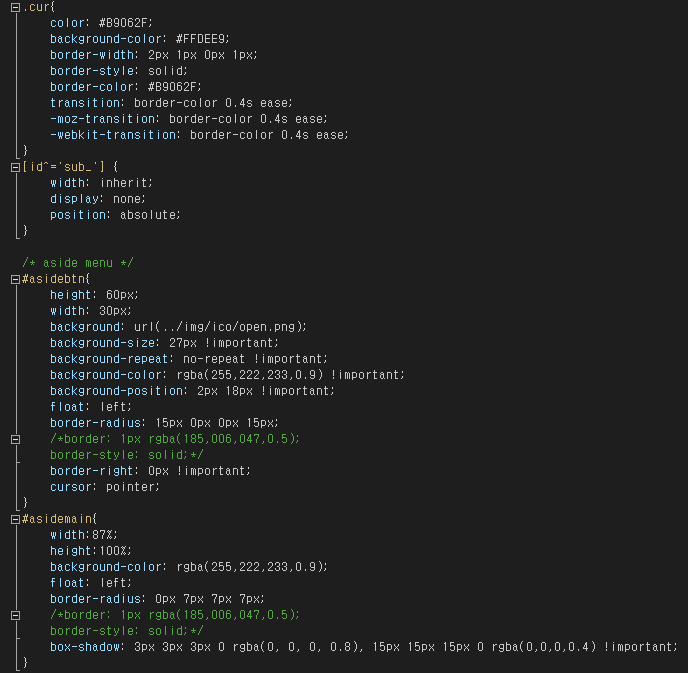 .cur{
color: #B9062F;
background-color: #FFDEE9;
border-width: 2px 1px 0px 1px;
border-style: solid;
border-color: #B9062F;
transition: border-color 0.4s ease;
-moz-transition: border-color 0.4s ease;
-webkit-transition: border-color 0.4s ease;
}
[id^='sub_'] {
width: inherit;
display: none;
position: absolute;
}
/* aside menu */
#asidebtn{
height: 60px;
width: 30px;
background: url(../img/ico/open.png);
background-size: 27px !important;
background-repeat: no-repeat !important;
background-color: rgba(255,222,233,0.9) !important;
background-position: 2px 18px !important;
float: left;
border-radius: 15px 0px 0px 15px;
/*border: 1px rgba(185,006,047,0.5);
border-style: solid;*/
border-right: 0px !important;
cursor: pointer;
}
#asidemain{
width:87%;
height:100%;
background-color: rgba(255,222,233,0.9);
float: left;
border-radius: 0px 7px 7px 7px;
/*border: 1px rgba(185,006,047,0.5);
border-style: solid;*/
box-shadow: 3px 3px 3px 0 rgba(0, 0, 0, 0.8), 15px 15px 15px 0 rgba(0,0,0,0.4) !important;
}